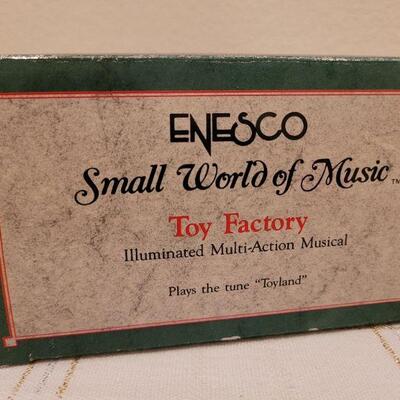 ENESCO
Small World of Music™
Toy Factory
Illuminated Multi-Action Musical
Plays the tune "Toyland"